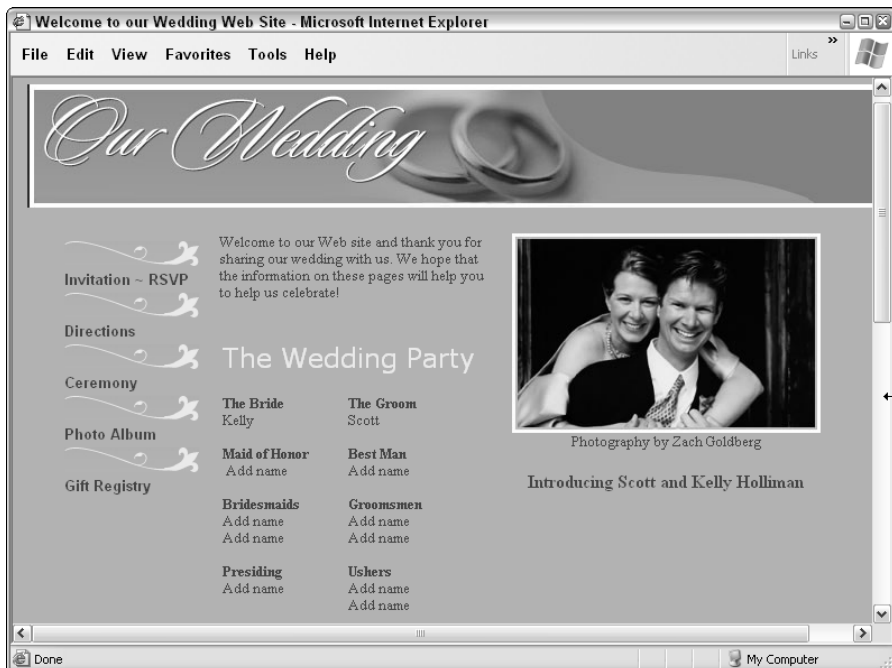 Welcome to our Wedding Web Site - Microsoft Internet Explorer
File Edit View Favorites Tools Help
Links »
Our Wedding
Invitation ~ RSVP
Directions
Ceremony
Photo Album
Gift Registry
Welcome to our Web site and thank you for
sharing our wedding with us. We hope that
the information on these pages will help you
to help us celebrate!
The Wedding Party
The Bride The Groom
Kelly Scott
Maid of Honor Best Man
Add name Add name
Bridesmaids Groomsmen
Add name Add name
Add name Add name
Presiding Ushers
Add name Add name
Add name
Photography by Zach Goldberg
Introducing Scott and Kelly Holliman
Done My Computer